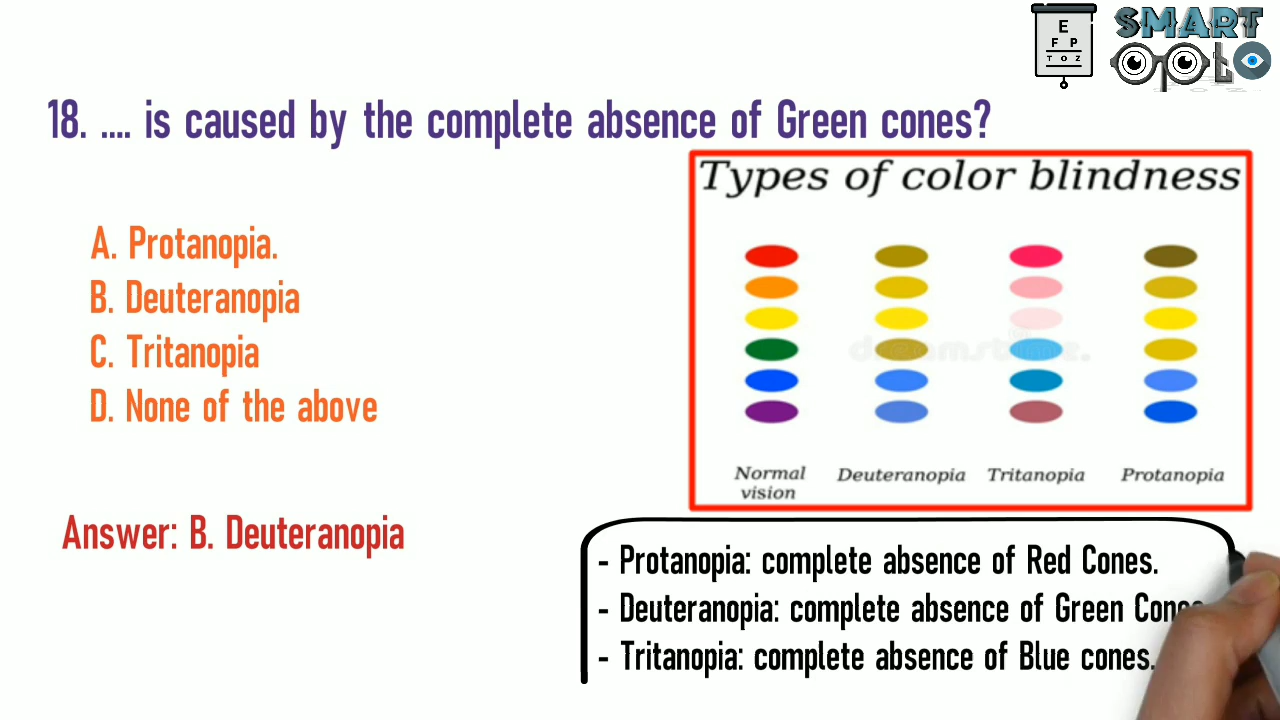 E
F P
T O Z
SMART
opto
18. .... is caused by the complete absence of Green cones?
Types of color blindness
A. Protanopia.
B. Deuteranopia
C. Tritanopia
D. None of the above
dreamstime.
Normal vision
Deuteranopia
Tritanopia
Protanopia
Answer: B. Deuteranopia
- Protanopia: complete absence of Red Cones.
- Deuteranopia: complete absence of Green Cones
- Tritanopia: complete absence of Blue cones.